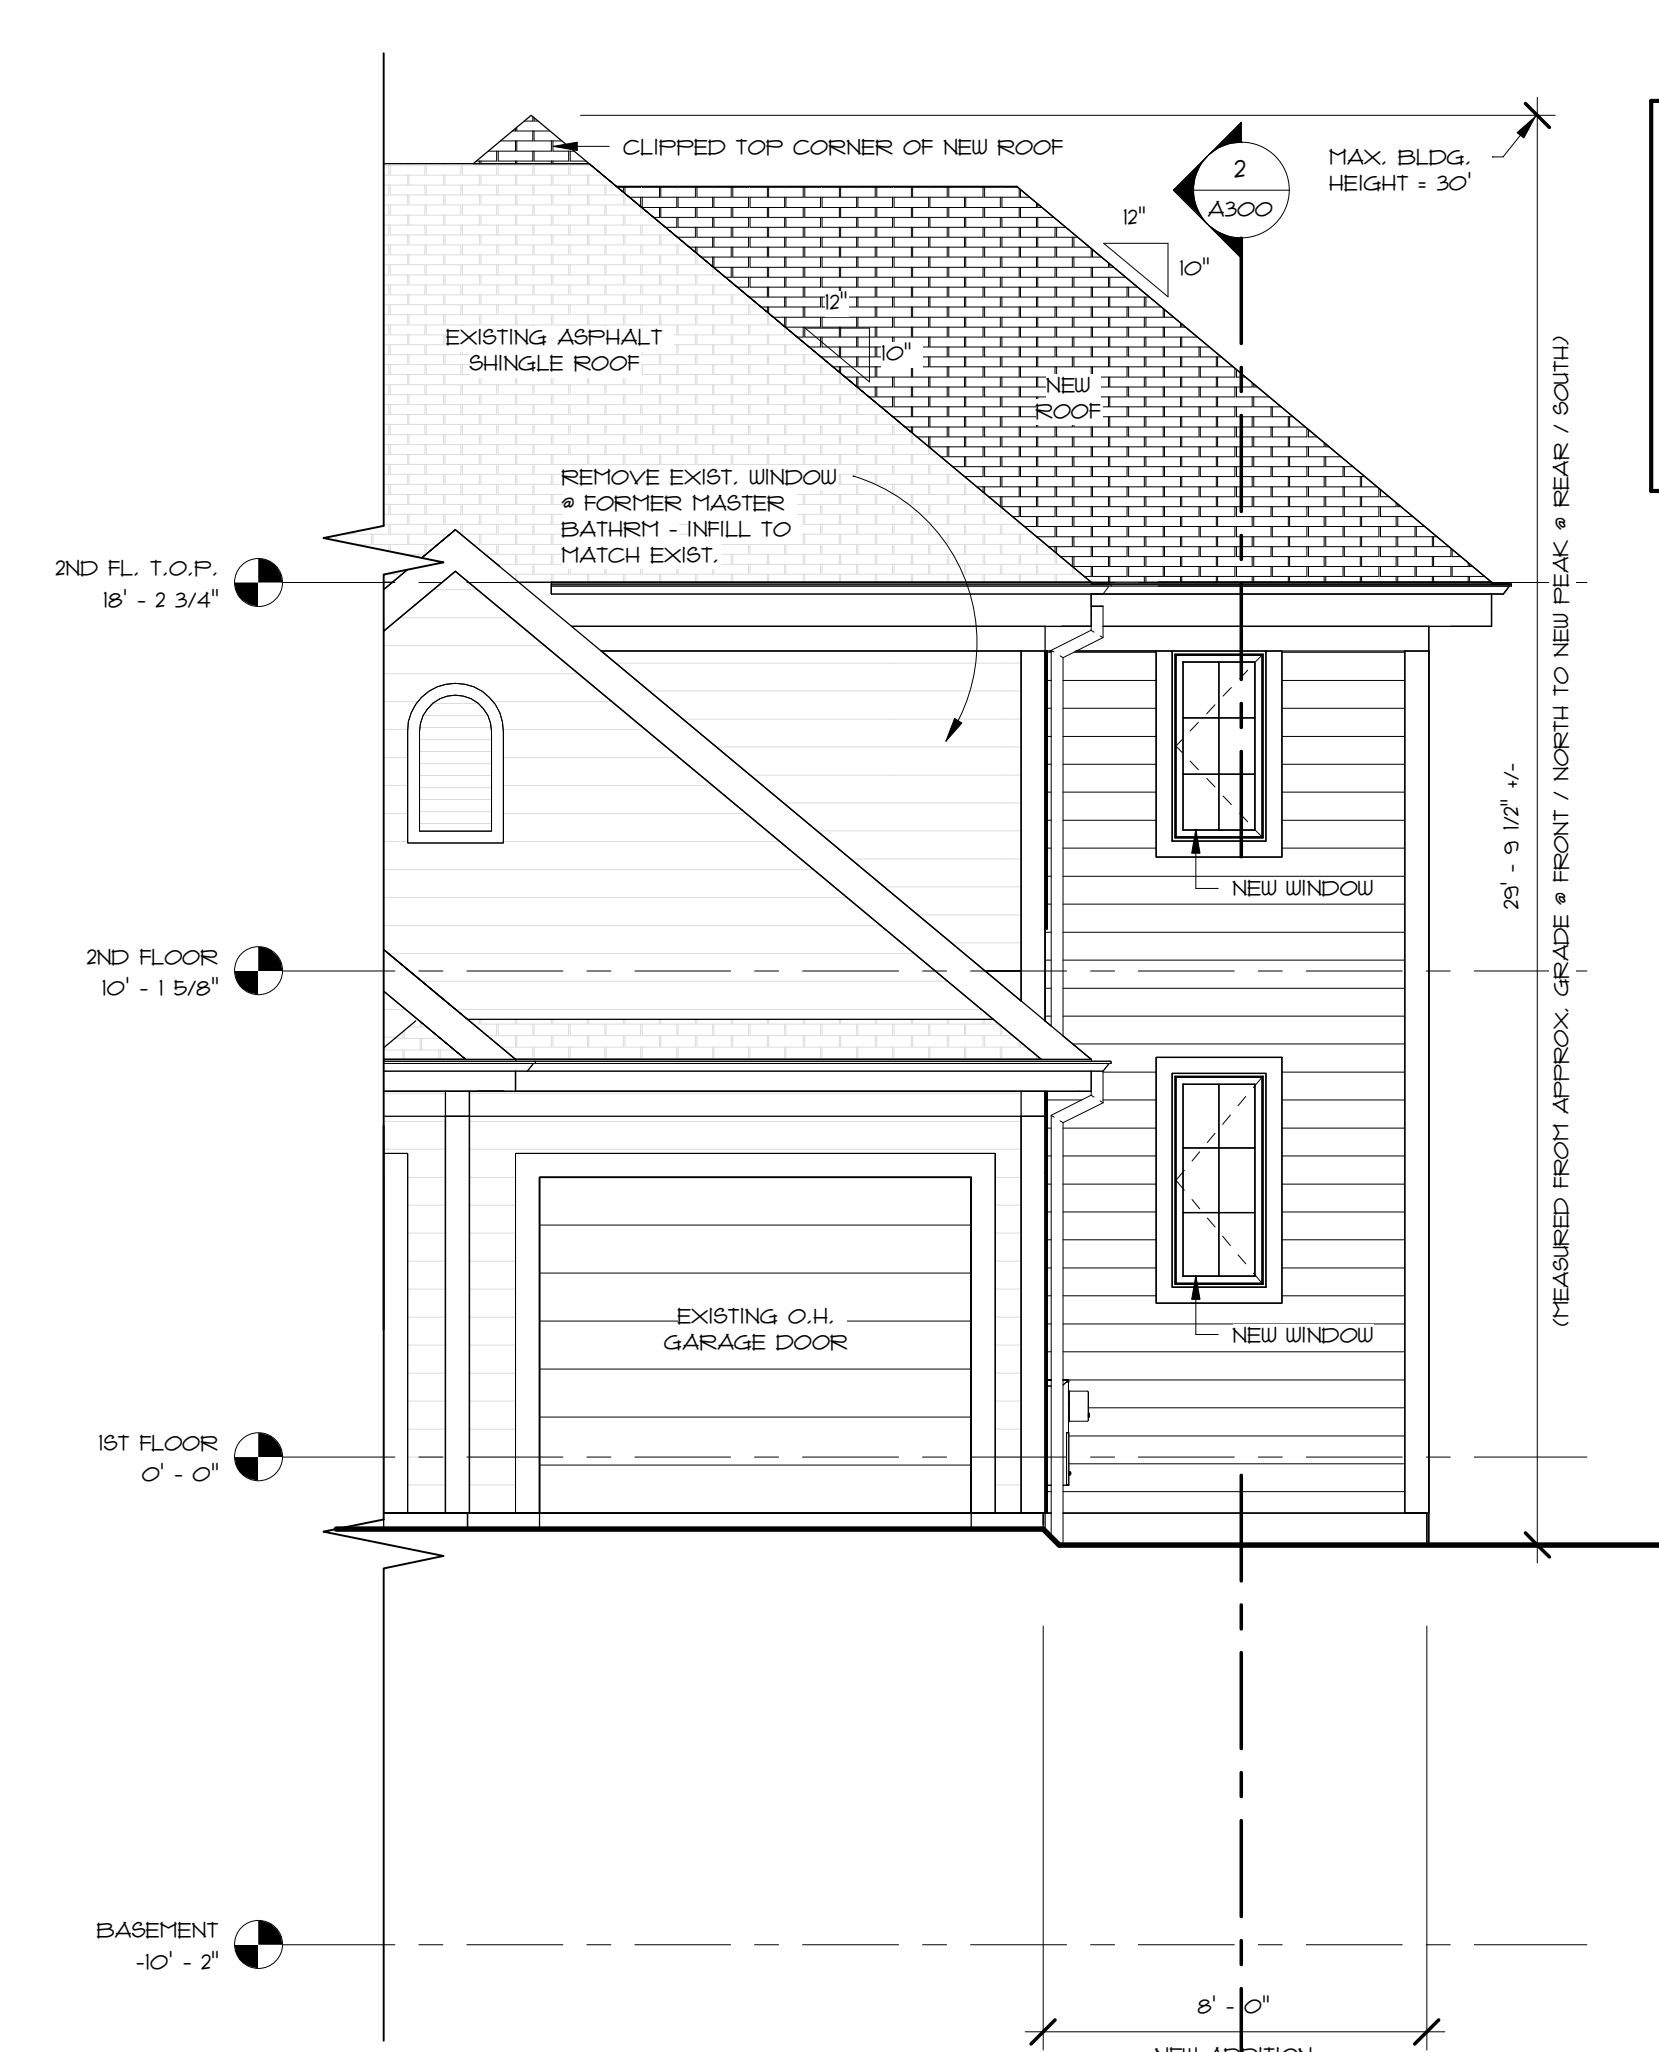 CLIPPED TOP CORNER OF NEW ROOF
MAX. BLDG.
HEIGHT = 30'
2
A300
12"
10"
12"
10"
EXISTING ASPHALT
SHINGLE ROOF
NEW
ROOF
REMOVE EXIST. WINDOW
@ FORMER MASTER
BATHRM - INFILL TO
MATCH EXIST.
2ND FL. T.O.P.
18' - 2 3/4"
29' - 9 1/2" +/-
(MEASURED FROM APPROX. GRADE @ FRONT / NORTH TO NEW PEAK @ REAR / SOUTH)
NEW WINDOW
2ND FLOOR
10' - 1 5/8"
EXISTING O.H.
GARAGE DOOR
NEW WINDOW
1ST FLOOR
0' - 0"
BASEMENT
-10' - 2"
8' - 0"
NEW ADDITION